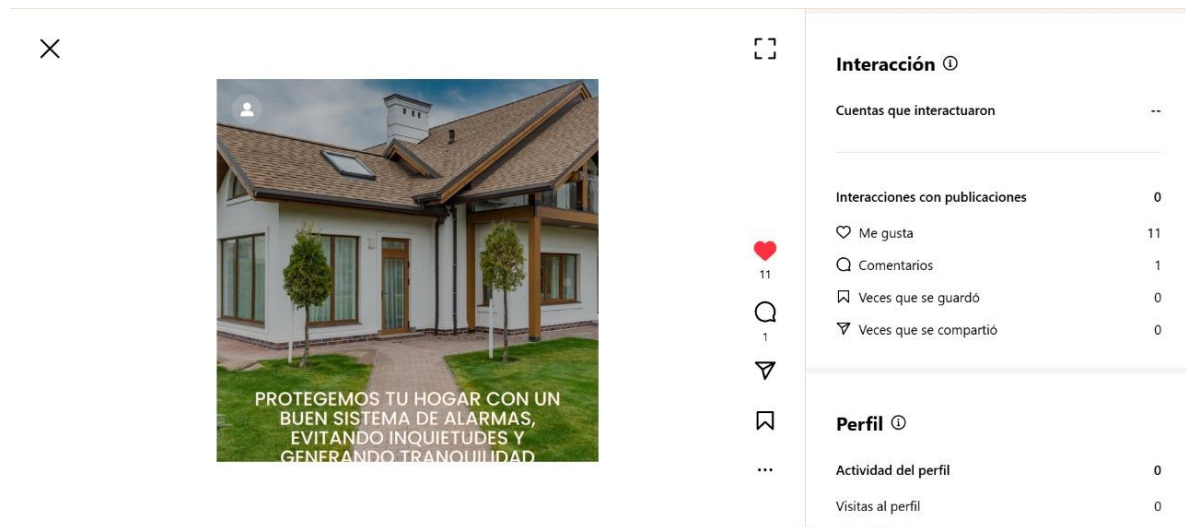 PROTEGEMOS TU HOGAR CON UN
BUEN SISTEMA DE ALARMAS,
EVITANDO INQUIETUDES Y
GENERANDO TRANQUILIDAD
11
1
Interacción
Cuentas que interactuaron --
Interacciones con publicaciones 0
Me gusta 11
Comentarios 1
Veces que se guardó 0
Veces que se compartió 0
Perfil
Actividad del perfil 0
Visitas al perfil 0